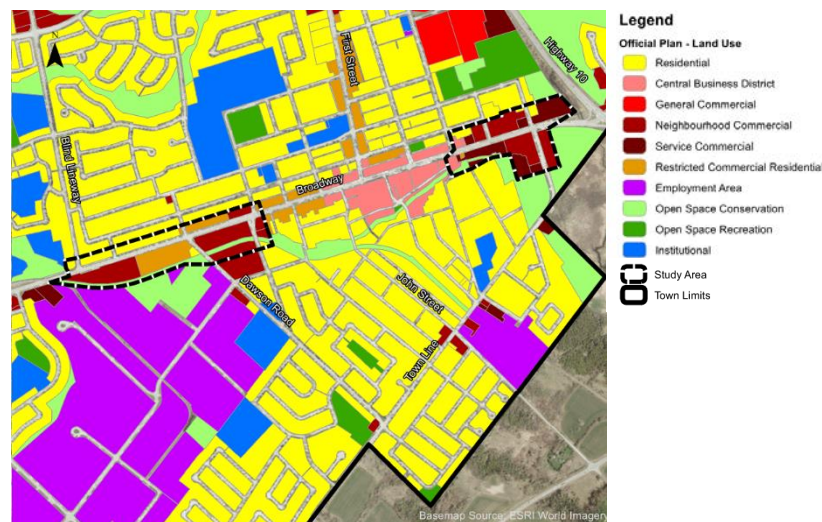 Legend
Official Plan - Land Use
Residential
Central Business District
General Commercial
Neighbourhood Commercial
Service Commercial
Restricted Commercial Residential
Employment Area
Open Space Conservation
Open Space Recreation
Institutional
Study Area
Town Limits
N
First Street
Highway 10
Blind Lineway
Broadway
John Street
Dawson Road
Town Line
Basemap Source: ESRI World Imagery